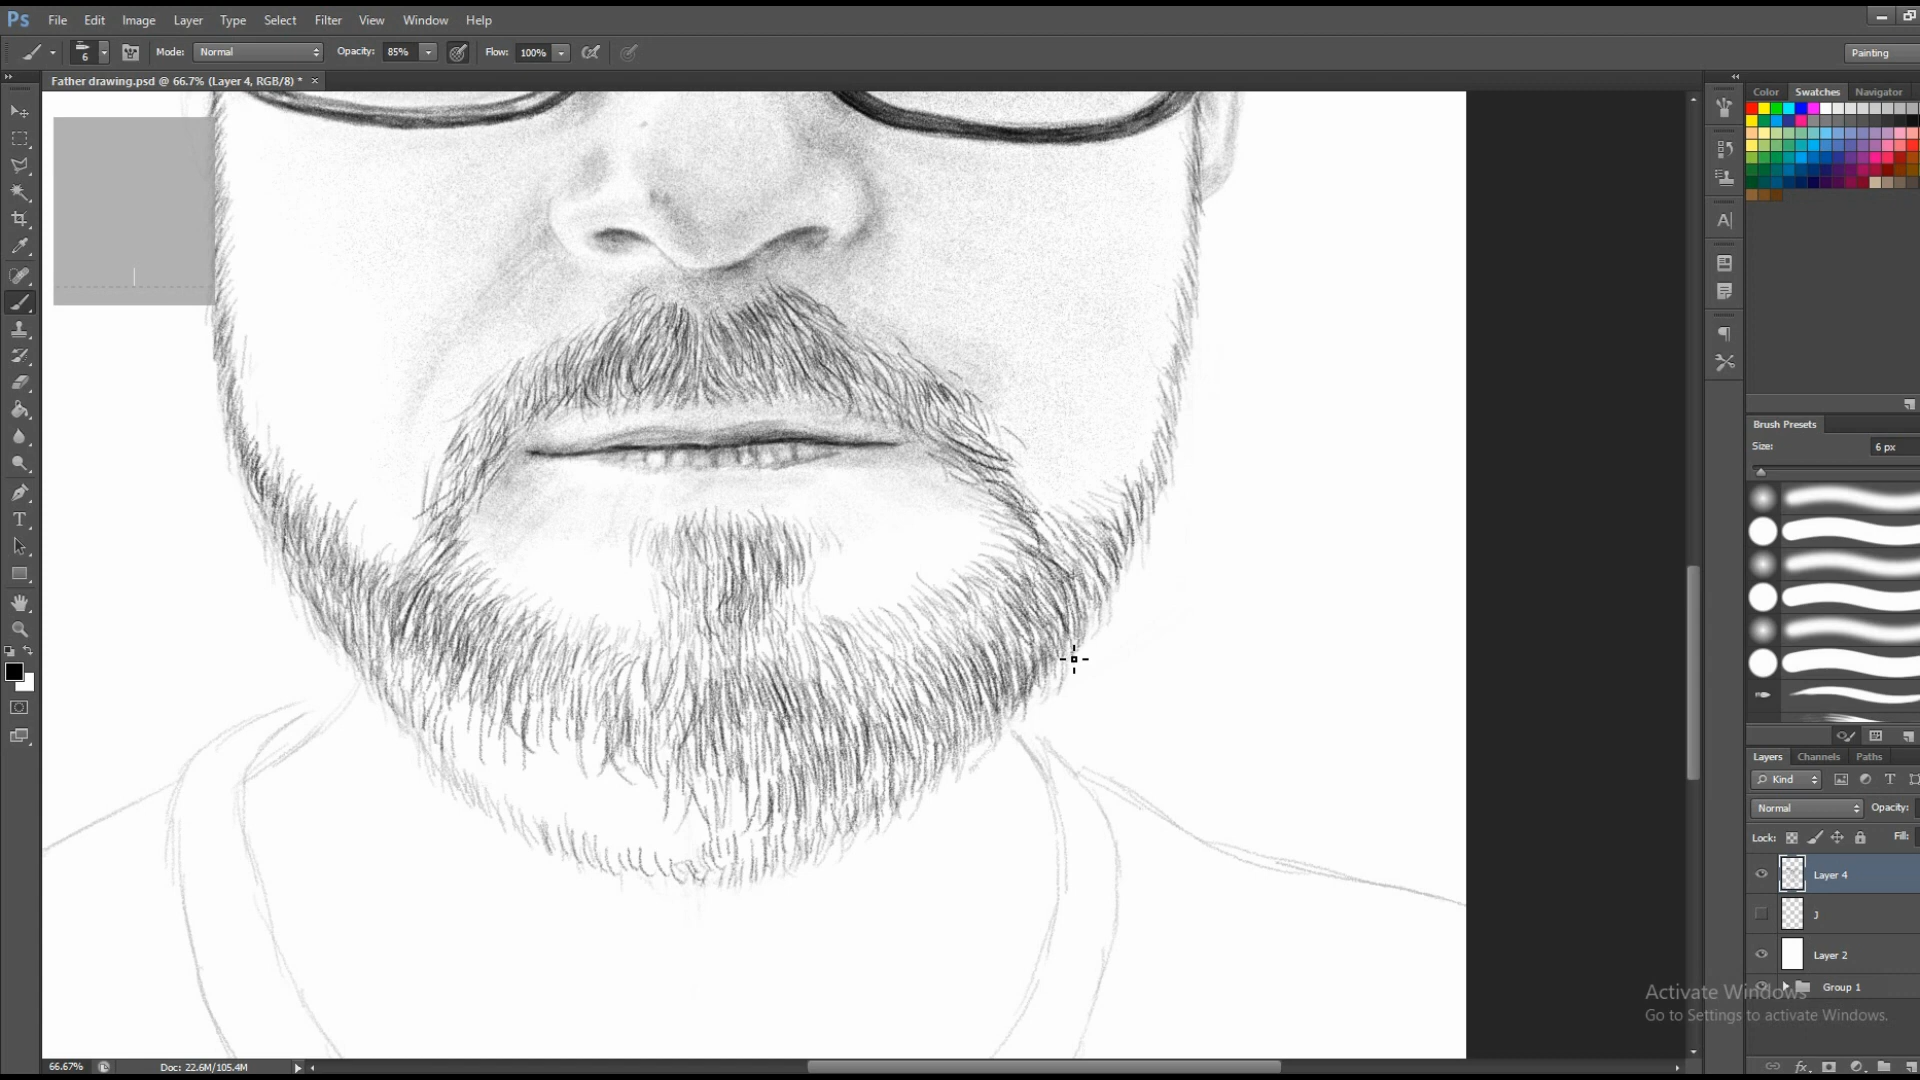 Ps File Edit Image Layer Type Select Filter View Window Help
6 Mode: Normal Opacity: 85% Flow: 100% Painting
Father drawing.psd @ 66.7% (Layer 4, RGB/8) *
Color Swatches Navigator
Brush Presets
Size: 6 px
Layers Channels Paths
Kind
Normal Opacity:
Lock: Fill:
Layer 4
J
Layer 2
Group 1
Activate Windows
Go to Settings to activate Windows.
66.67% Doc: 22.6M/105.4M